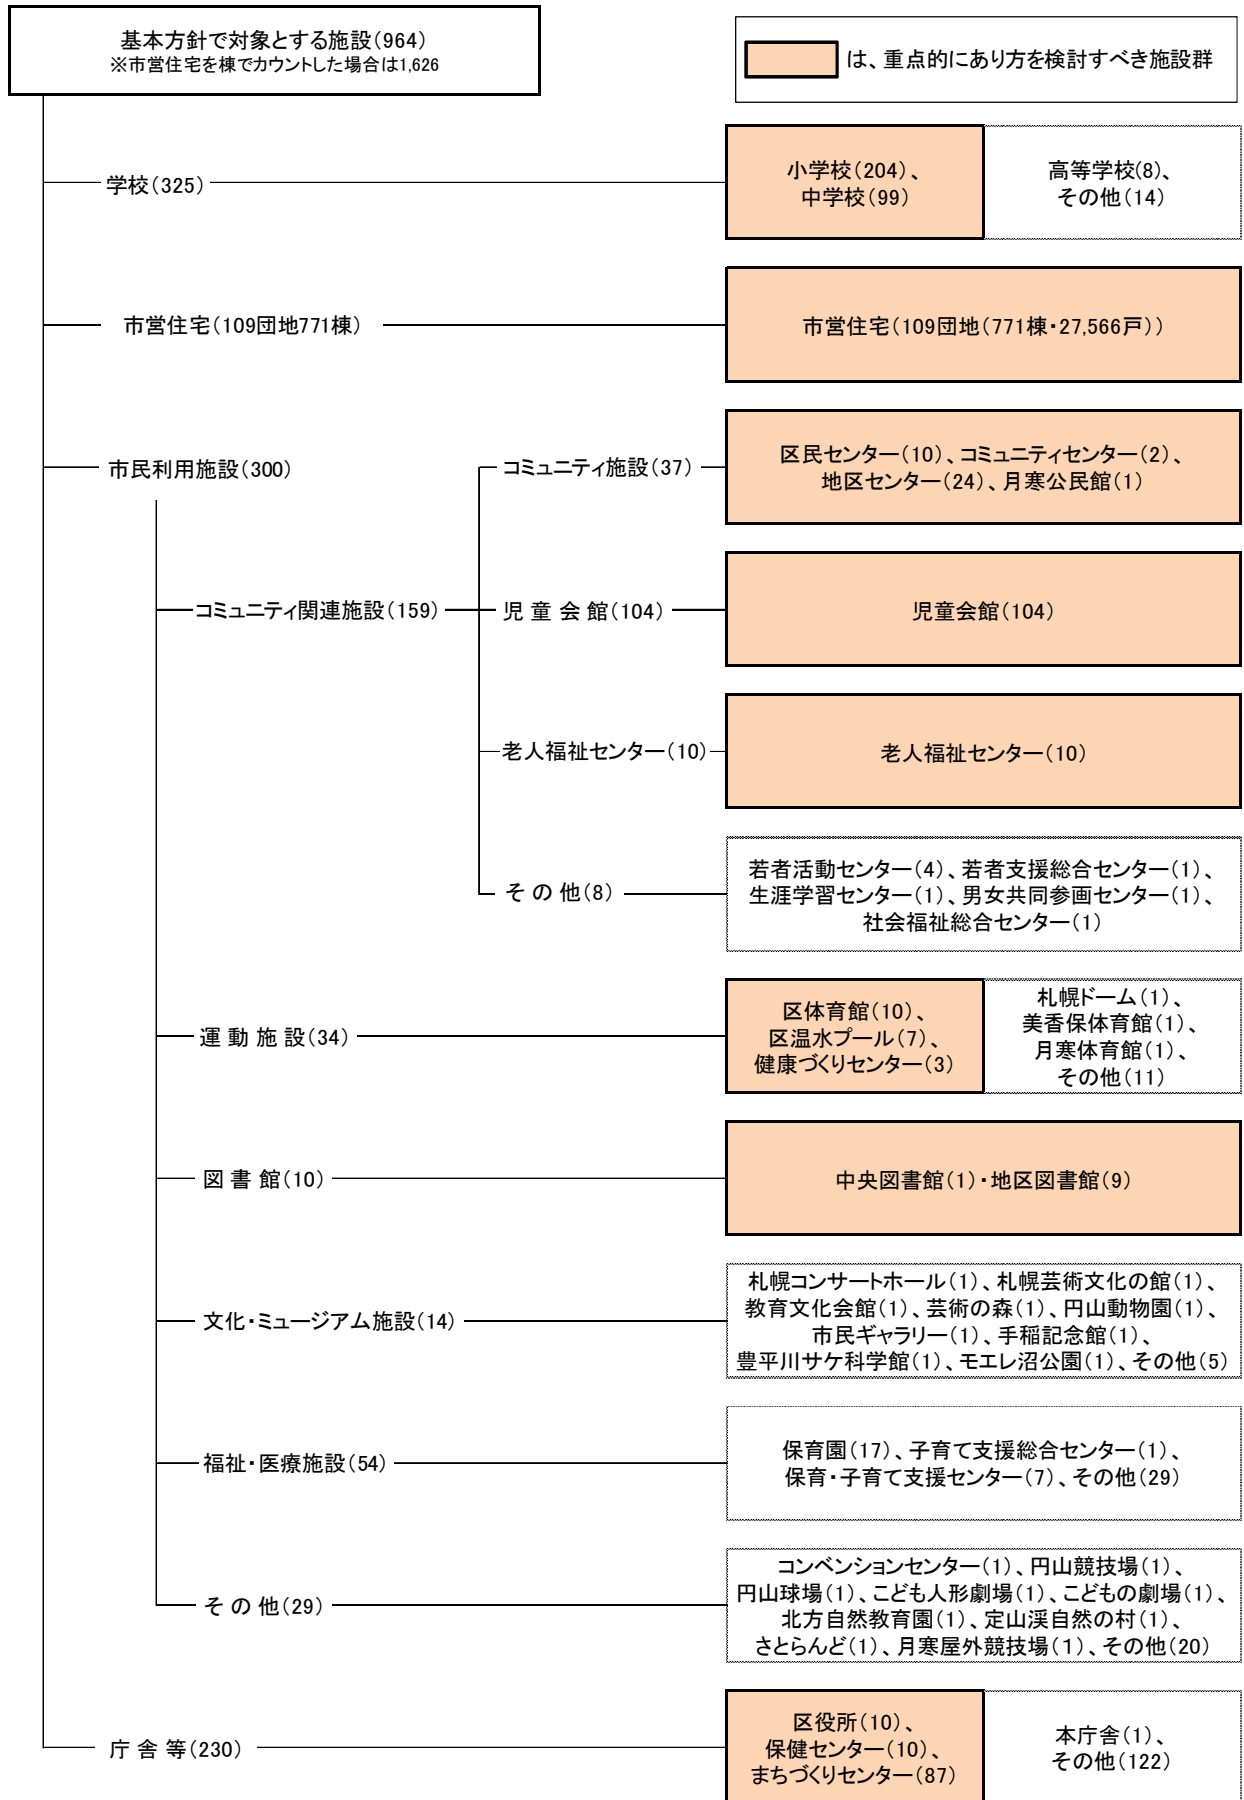 基本方針で対象とする施設(964)
※市営住宅を棟でカウントした場合は1,626
は、重点的にあり方を検討すべき施設群
学校(325)
小学校(204)、
中学校(99)
高等学校(8)、
その他(14)
市営住宅(109団地771棟)
市営住宅(109団地(771棟・27,566戸))
市民利用施設(300)
コミュニティ施設(37)
区民センター(10)、コミュニティセンター(2)、
地区センター(24)、月寒公民館(1)
コミュニティ関連施設(159)
児童会館(104)
児童会館(104)
老人福祉センター(10)
老人福祉センター(10)
その他(8)
若者活動センター(4)、若者支援総合センター(1)、
生涯学習センター(1)、男女共同参画センター(1)、
社会福祉総合センター(1)
運動施設(34)
区体育館(10)、
区温水プール(7)、
健康づくりセンター(3)
札幌ドーム(1)、
美香保体育館(1)、
月寒体育館(1)、
その他(11)
図書館(10)
中央図書館(1)・地区図書館(9)
文化・ミュージアム施設(14)
札幌コンサートホール(1)、札幌芸術文化の館(1)、
教育文化会館(1)、芸術の森(1)、円山動物園(1)、
市民ギャラリー(1)、手稲記念館(1)、
豊平川サケ科学館(1)、モエレ沼公園(1)、その他(5)
福祉・医療施設(54)
保育園(17)、子育て支援総合センター(1)、
保育・子育て支援センター(7)、その他(29)
その他(29)
コンベンションセンター(1)、円山競技場(1)、
円山球場(1)、こども人形劇場(1)、こどもの劇場(1)、
北方自然教育園(1)、定山渓自然の村(1)、
さとらんど(1)、月寒屋外競技場(1)、その他(20)
庁舎等(230)
区役所(10)、
保健センター(10)、
まちづくりセンター(87)
本庁舎(1)、
その他(122)